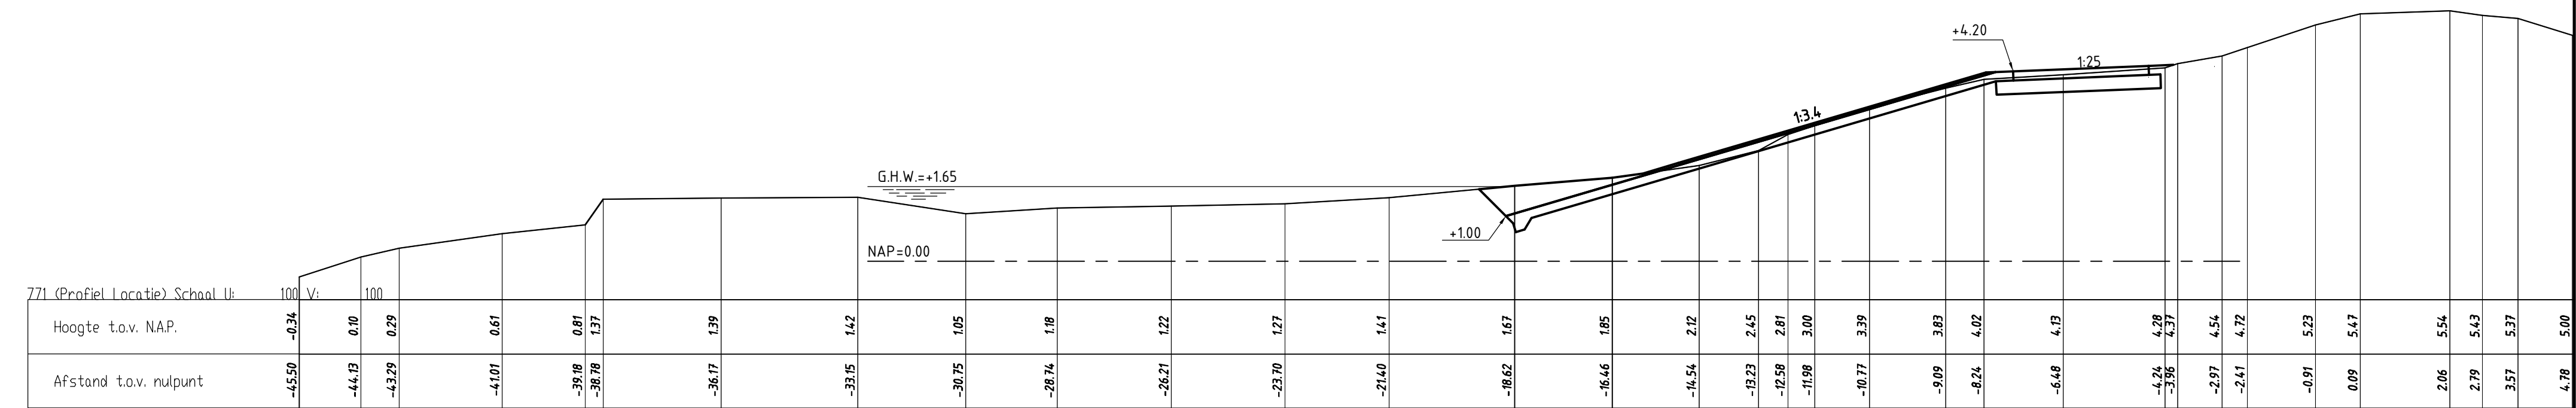 +4.20
1:25
1:3.4
G.H.W.=+1.65
+1.00
NAP=0.00
771 (Profiel Locatie) Schaal U: 100 V: 100
Hoogte t.o.v. N.A.P. -0.34 0.10 0.29 0.61 0.81 1.37 1.39 1.42 1.05 1.18 1.22 1.27 1.41 1.67 1.85 2.12 2.45 2.81 3.00 3.39 3.83 4.02 4.13 4.28 4.37 4.54 4.72 5.23 5.47 5.54 5.43 5.37 5.00
Afstand t.o.v. nulpunt -45.50 -44.13 -43.29 -41.01 -39.18 -38.78 -36.17 -33.15 -30.75 -28.74 -26.21 -23.70 -21.40 -18.62 -16.46 -14.54 -13.23 -12.58 -11.98 -10.77 -9.09 -8.24 -6.48 -4.24 -3.96 -2.97 -2.41 -0.91 0.09 2.06 2.79 3.57 4.78